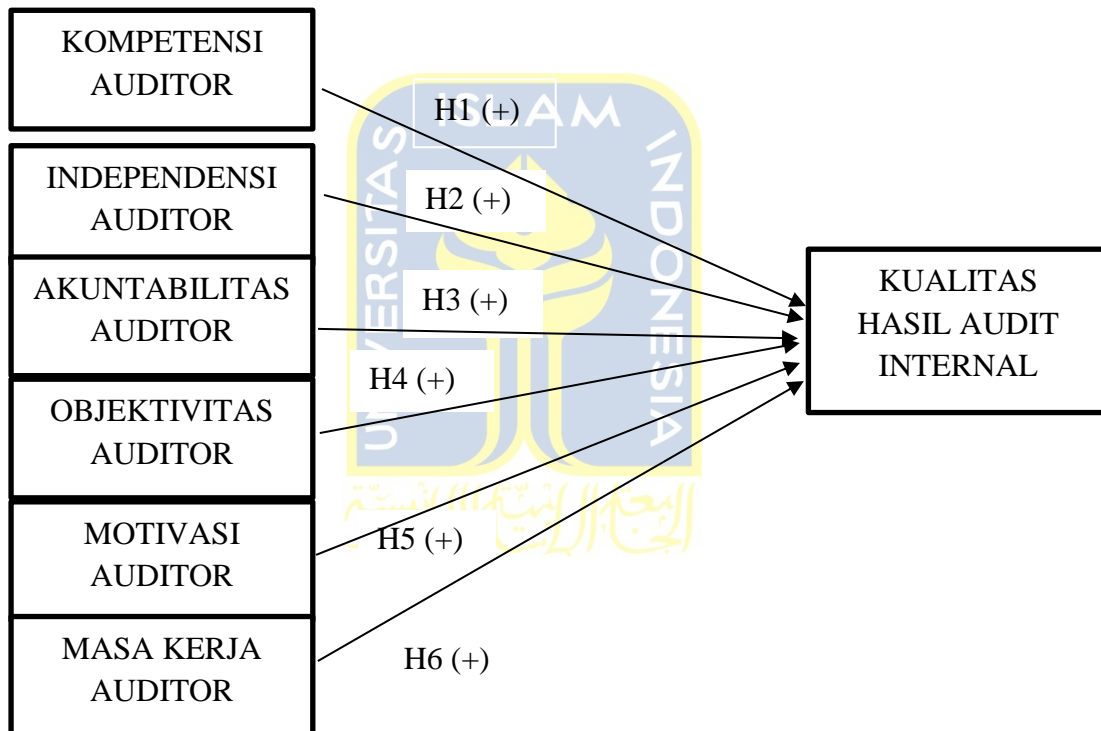 KOMPETENSI
AUDITOR
H1 (+)
INDEPENDENSI
AUDITOR
H2 (+)
AKUNTABILITAS
AUDITOR
H3 (+)
OBJEKTIVITAS
AUDITOR
H4 (+)
MOTIVASI
AUDITOR
H5 (+)
MASA KERJA
AUDITOR
H6 (+)
KUALITAS
HASIL AUDIT
INTERNAL
UNIVERSITAS
ISLAM
INDONESIA